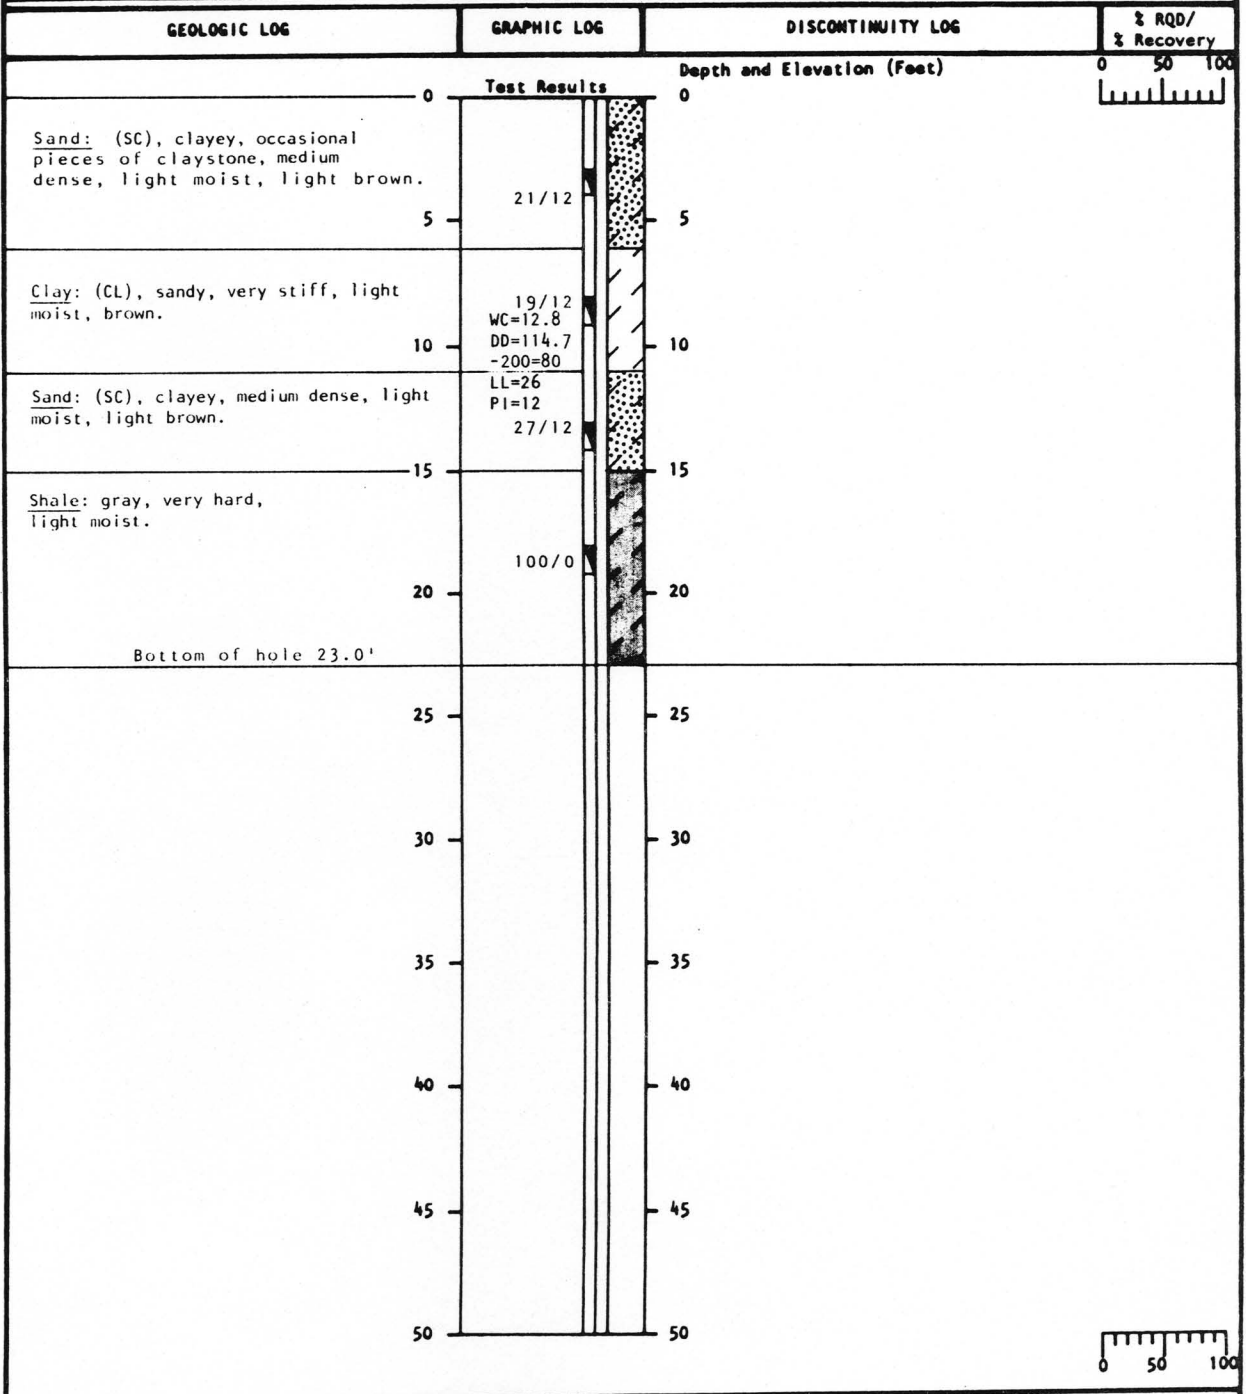 GEOLOGIC LOG
GRAPHIC LOG
DISCONTINUITY LOG
% RQD/
% Recovery
Test Results
Depth and Elevation (Feet)
0 50 100
0
0
Sand: (SC), clayey, occasional
pieces of claystone, medium
dense, light moist, light brown.
21/12
5
5
Clay: (CL), sandy, very stiff, light
moist, brown.
19/12
WC=12.8
DD=114.7
-200=80
LL=26
PI=12
10
10
Sand: (SC), clayey, medium dense, light
moist, light brown.
27/12
15
15
Shale: gray, very hard,
light moist.
100/0
20
20
Bottom of hole 23.0'
25
25
30
30
35
35
40
40
45
45
50
50
0 50 100